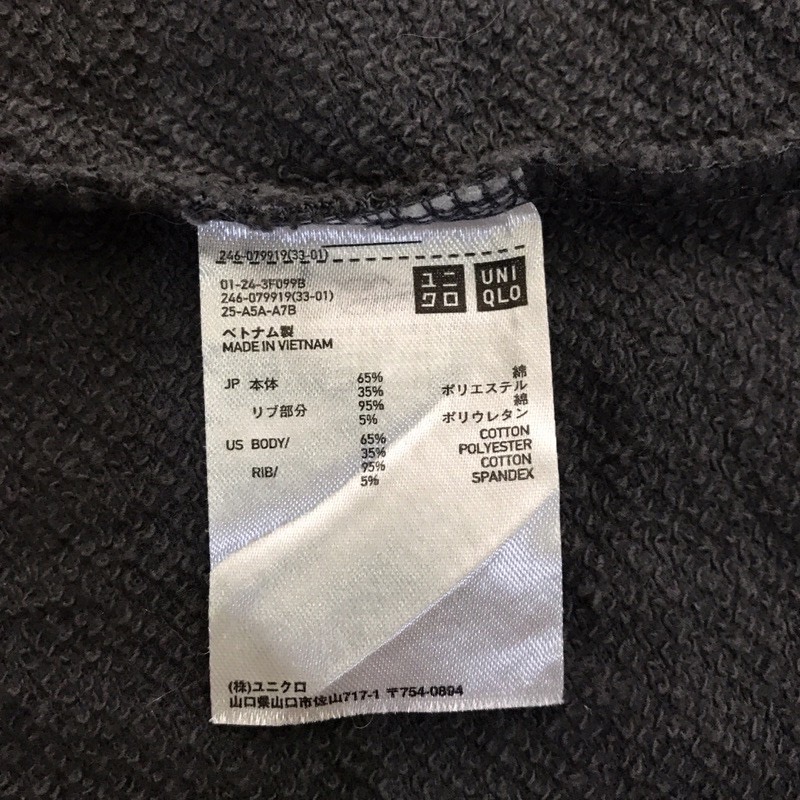 246-079919(33-01)
01-24-3F099B
246-079919(33-01)
25-A5A-A7B
ユニ
クロ
UNI
QLO
ベトナム製
MADE IN VIETNAM
JP 本体 65% 綿
35% ポリエステル
リブ部分 95% 綿
5% ポリウレタン
US BODY/ 65% COTTON
35% POLYESTER
RIB/ 95% COTTON
5% SPANDEX
(株)ユニクロ
山口県山口市佐山717-1 〒754-0894